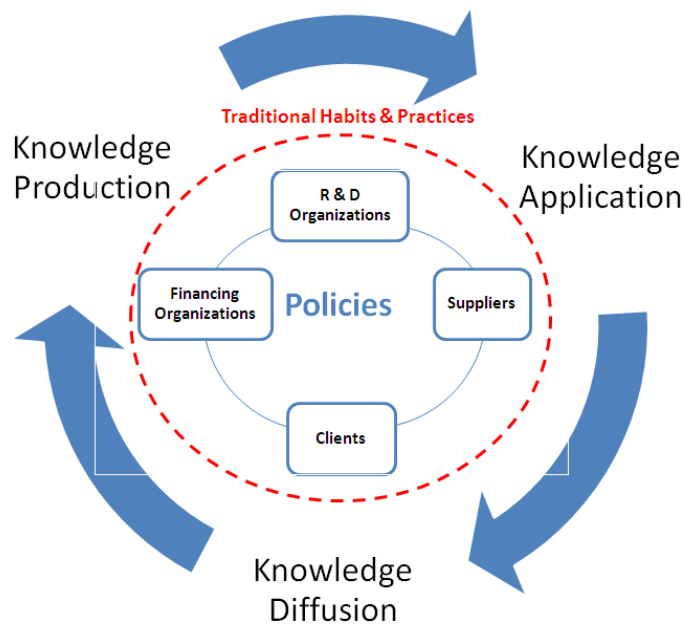 Traditional Habits & Practices
Knowledge
Production
Knowledge
Application
R & D
Organizations
Financing
Organizations
Policies
Suppliers
Clients
Knowledge
Diffusion